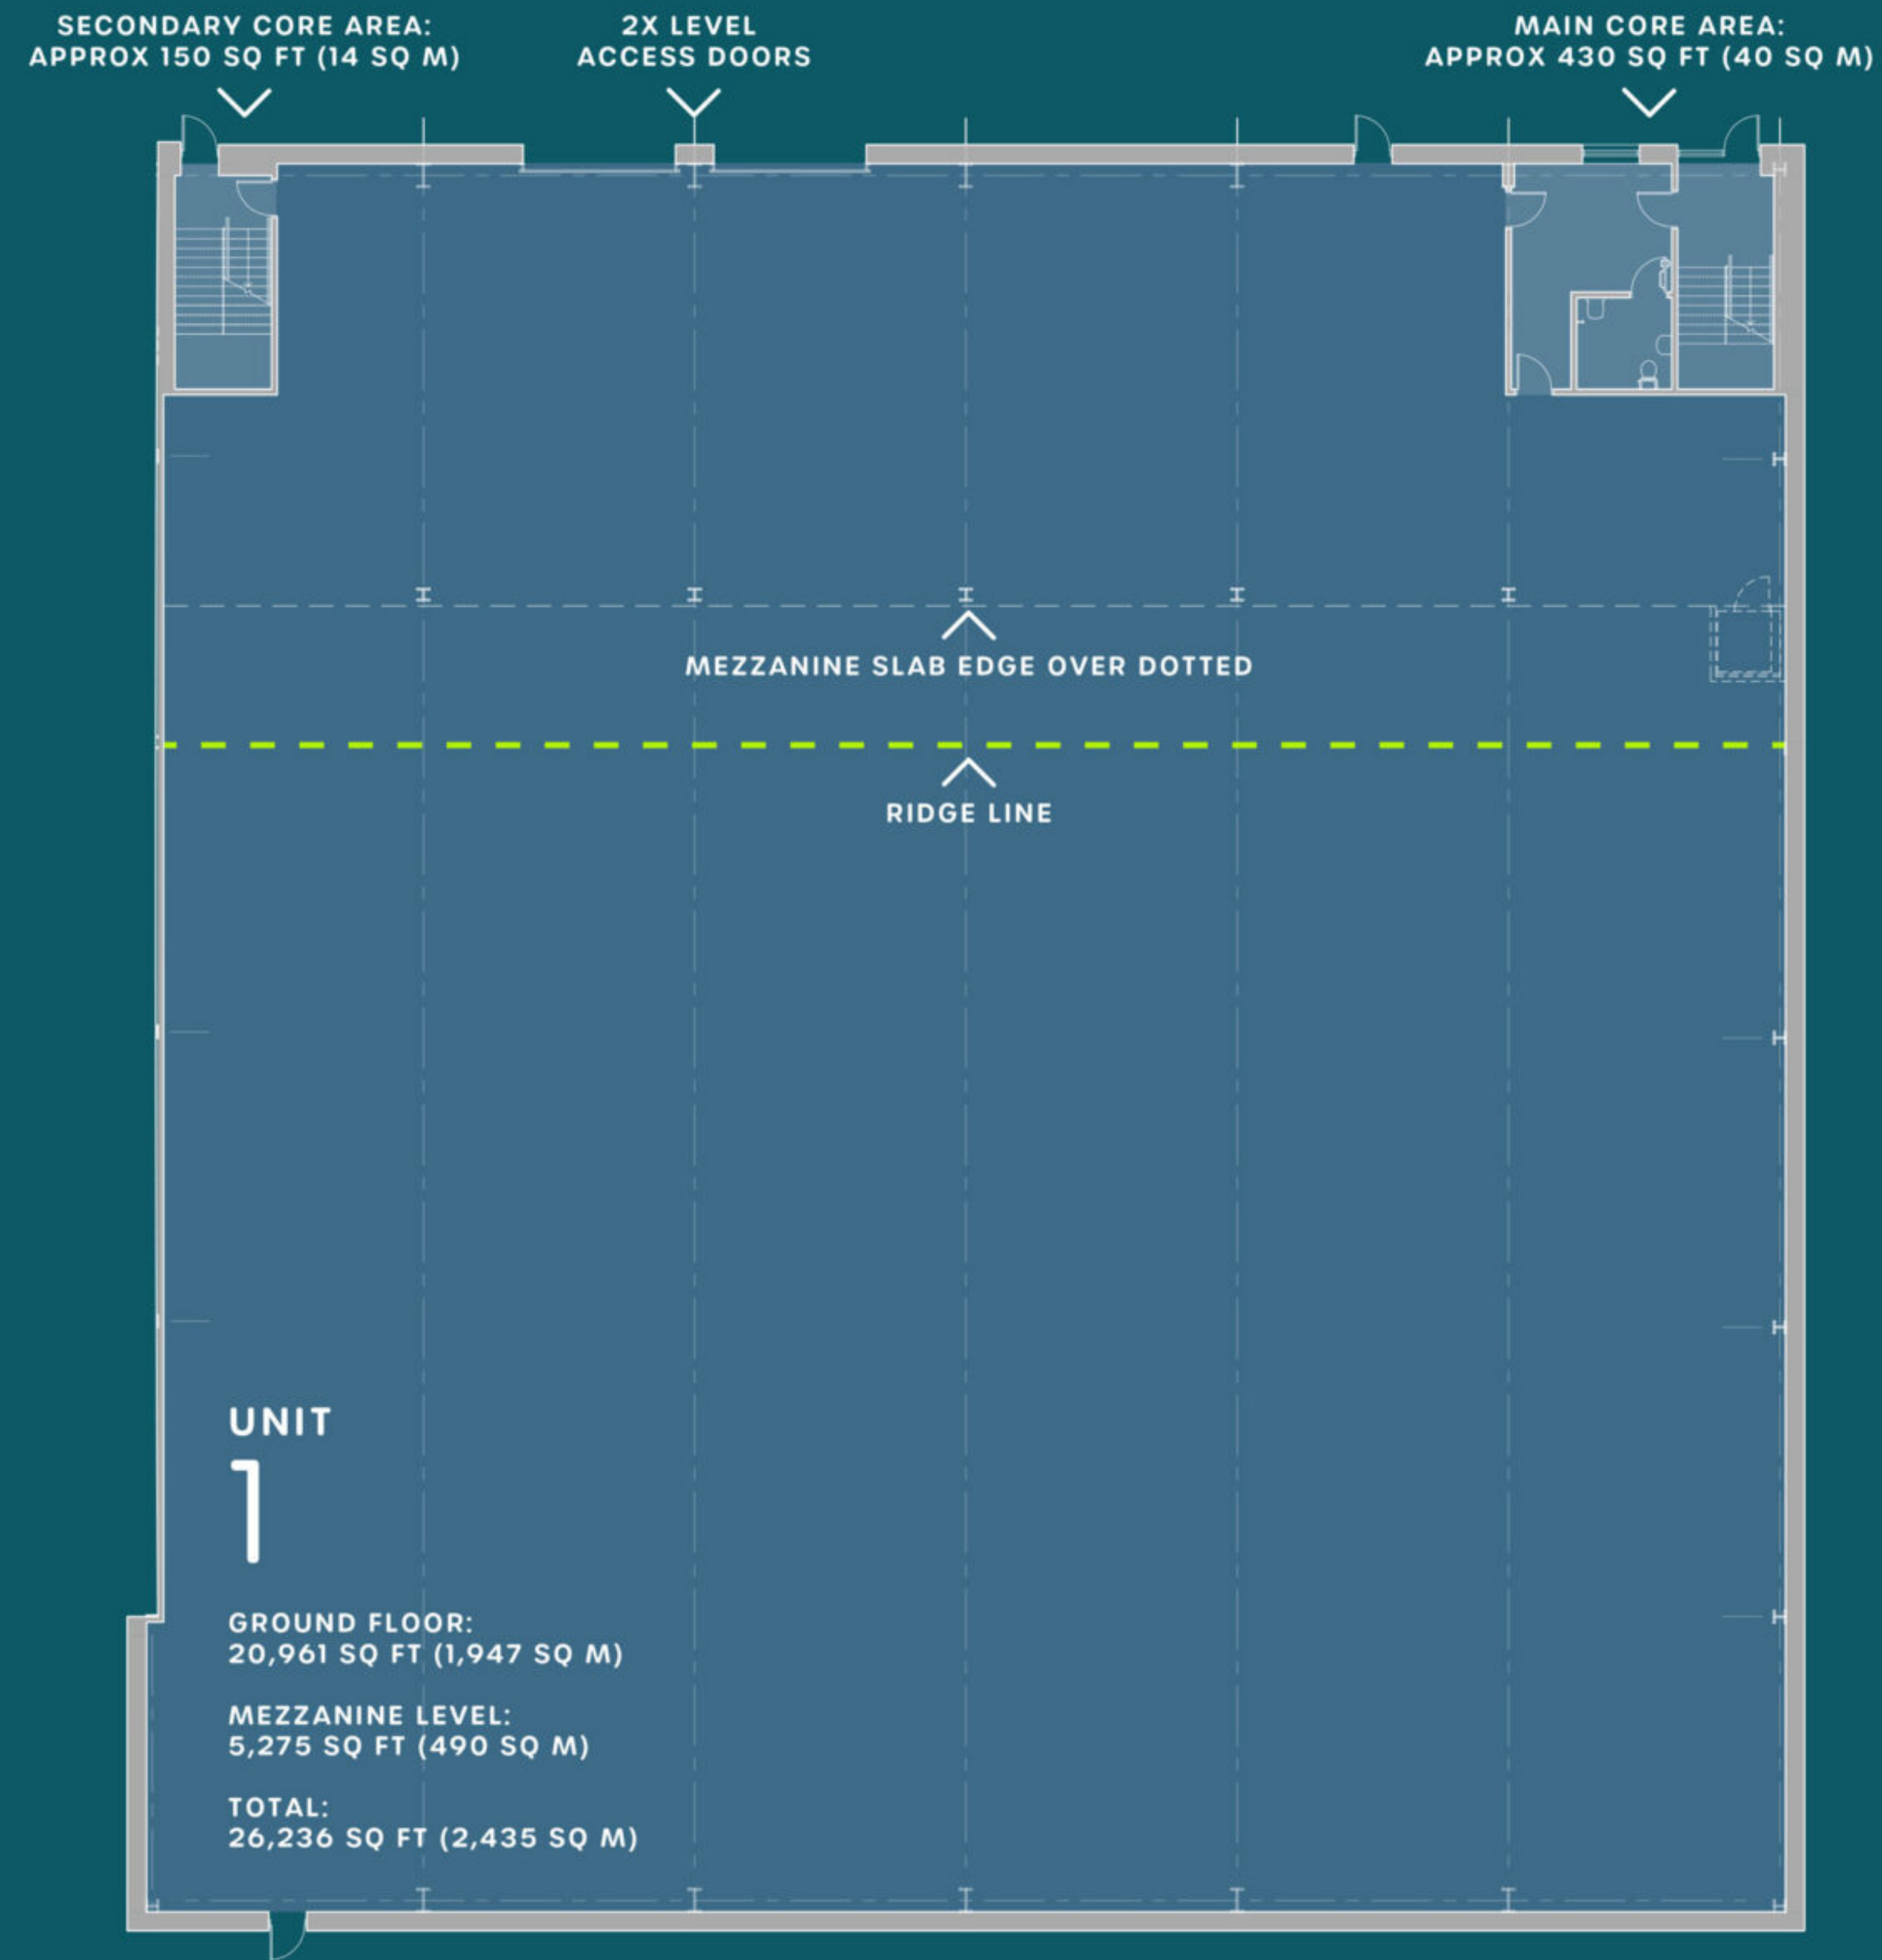 SECONDARY CORE AREA:
APPROX 150 SQ FT (14 SQ M)
2X LEVEL
ACCESS DOORS
MAIN CORE AREA:
APPROX 430 SQ FT (40 SQ M)
MEZZANINE SLAB EDGE OVER DOTTED
RIDGE LINE
UNIT
1
GROUND FLOOR:
20,961 SQ FT (1,947 SQ M)
MEZZANINE LEVEL:
5,275 SQ FT (490 SQ M)
TOTAL:
26,236 SQ FT (2,435 SQ M)